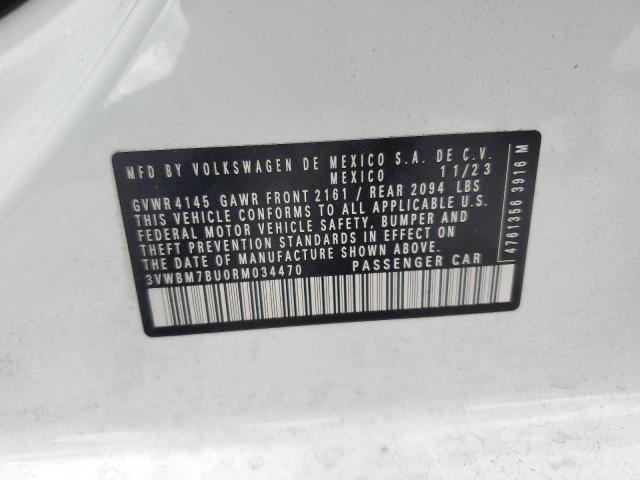 MFD BY VOLKSWAGEN DE MEXICO S.A. DE C.V.
MEXICO 11/23
GVWR 4145 GAWR FRONT 2161 / REAR 2094 LBS
THIS VEHICLE CONFORMS TO ALL APPLICABLE U.S.
FEDERAL MOTOR VEHICLE SAFETY, BUMPER AND
THEFT PREVENTION STANDARDS IN EFFECT ON
THE DATE OF MANUFACTURE SHOWN ABOVE.
3VWBM7BU0RM034470 PASSENGER CAR
4761356 3916 M